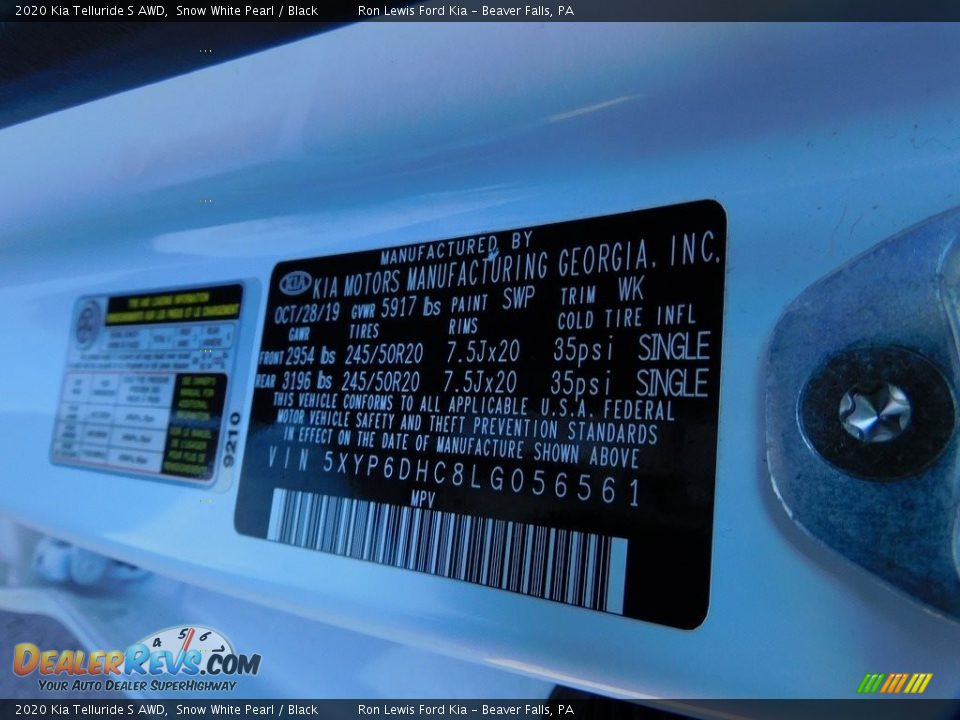 2020 Kia Telluride S AWD, Snow White Pearl / Black Ron Lewis Ford Kia - Beaver Falls, PA
MANUFACTURED BY
KIA KIA MOTORS MANUFACTURING GEORGIA, INC.
OCT/28/19 GVWR 5917 lbs PAINT SWP TRIM WK
GAWR TIRES RIMS COLD TIRE INFL
FRONT 2954 lbs 245/50R20 7.5Jx20 35psi SINGLE
REAR 3196 lbs 245/50R20 7.5Jx20 35psi SINGLE
THIS VEHICLE CONFORMS TO ALL APPLICABLE U.S.A. FEDERAL
MOTOR VEHICLE SAFETY AND THEFT PREVENTION STANDARDS
IN EFFECT ON THE DATE OF MANUFACTURE SHOWN ABOVE
VIN 5XYP6DHC8LG056561
MPV
9210
4 5 6
DealerRevs.com
Your Auto Dealer SuperHighway
2020 Kia Telluride S AWD, Snow White Pearl / Black Ron Lewis Ford Kia - Beaver Falls, PA